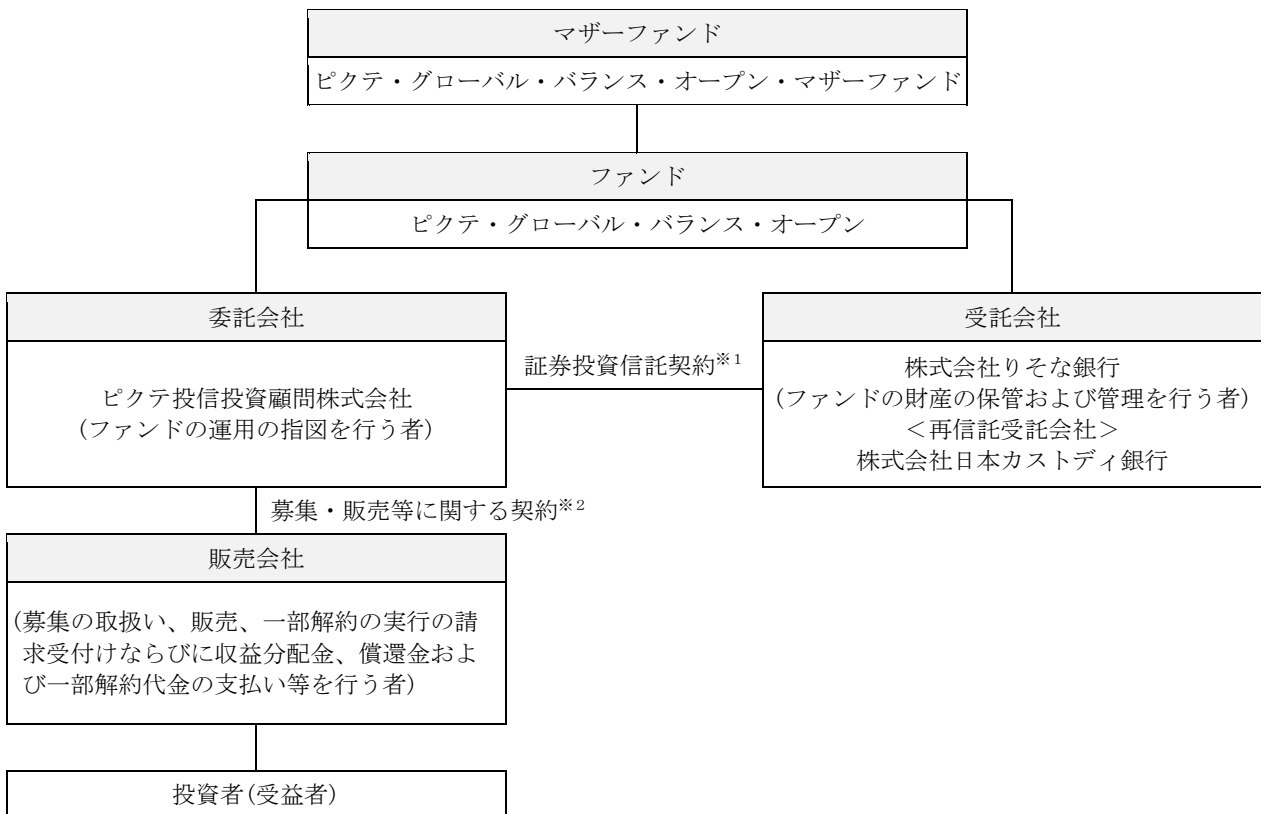 マザーファンド
ピクテ・グローバル・バランス・オープン・マザーファンド
ファンド
ピクテ・グローバル・バランス・オープン
委託会社
ピクテ投信投資顧問株式会社
(ファンドの運用の指図を行う者)
証券投資信託契約※1
受託会社
株式会社りそな銀行
(ファンドの財産の保管および管理を行う者)
＜再信託受託会社＞
株式会社日本カストディ銀行
募集・販売等に関する契約※2
販売会社
(募集の取扱い、販売、一部解約の実行の請
求受付けならびに収益分配金、償還金およ
び一部解約代金の支払い等を行う者)
投資者(受益者)